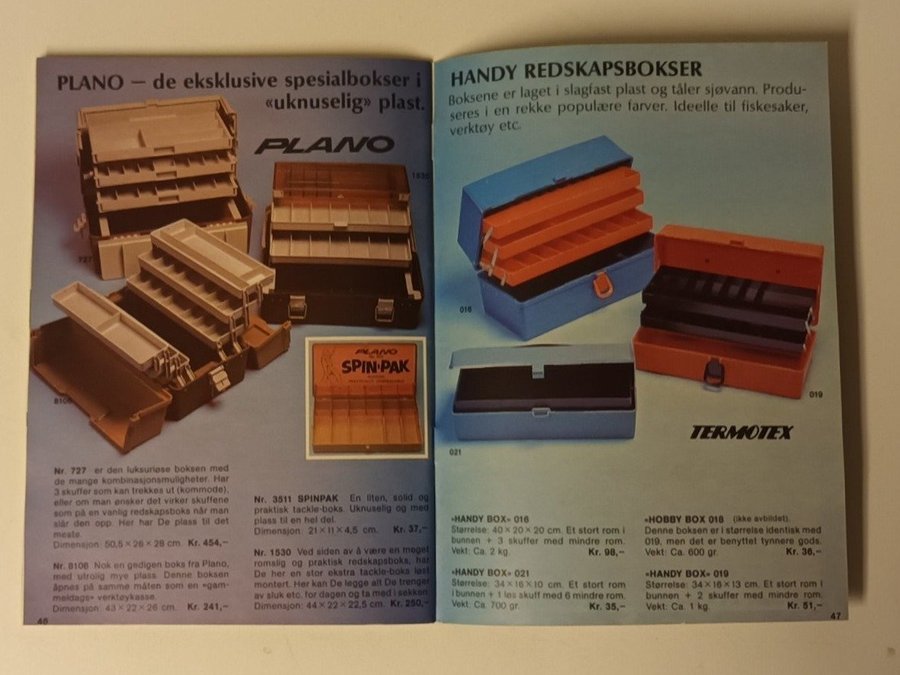 PLANO — de eksklusive spesialbokser i
«uknuselig» plast.
PLANO
1530
727
8106
PLANO
SPIN-PAK
Nr. 727 er den luksuriøse boksen med
de mange kombinasjonsmuligheter. Har
3 skuffer som kan trekkes ut (kommode),
eller om man ønsker det virker skuffene
som på en vanlig redskapsboks når man
slår den opp. Her har De plass til det
meste.
Dimensjon: 50,5 × 26 × 28 cm. Kr. 454,–
Nr. 8106 Nok en gedigen boks fra Plano,
med utrolig mye plass. Denne boksen
åpnes på samme måten som en «gam-
meldags» verktøykasse.
Dimensjon: 43 × 22 × 26 cm. Kr. 241,–
Nr. 3511 SPINPAK En liten, solid og
praktisk tackle-boks. Uknuselig og med
plass til en hel del.
Dimensjon: 21 × 11 × 4,5 cm. Kr. 37,–
Nr. 1530 Ved siden av å være en meget
romslig og praktisk redskapsboks, har
De her en stor ekstra tackle-boks løst
montert. Her kan De legge alt De trenger
av sluk etc. for dagen og ta med i sekken.
Dimensjon: 44 × 22 × 22,5 cm. Kr. 250,–
46
HANDY REDSKAPSBOKSER
Boksene er laget i slagfast plast og tåler sjøvann. Produ-
seres i en rekke populære farver. Ideelle til fiskesaker,
verktøy etc.
016
019
021
TERMOTEX
«HANDY BOX» 016
Størrelse: 40 × 20 × 20 cm. Et stort rom i
bunnen + 3 skuffer med mindre rom.
Vekt: Ca. 2 kg. Kr. 98,–
«HANDY BOX» 021
Størrelse: 34 × 16 × 10 cm. Et stort rom
i bunnen + 1 løs skuff med 6 mindre rom.
Vekt: Ca. 700 gr. Kr. 35,–
«HOBBY BOX 018 (ikke avbildet).
Denne boksen er i størrelse identisk med
019, men det er benyttet tynnere gods.
Vekt: Ca. 600 gr. Kr. 36,–
«HANDY BOX» 019
Størrelse: 34 × 16 × 13 cm. Et stort rom i
bunnen + 2 skuffer med mindre rom.
Vekt: Ca. 1 kg. Kr. 51,–
47